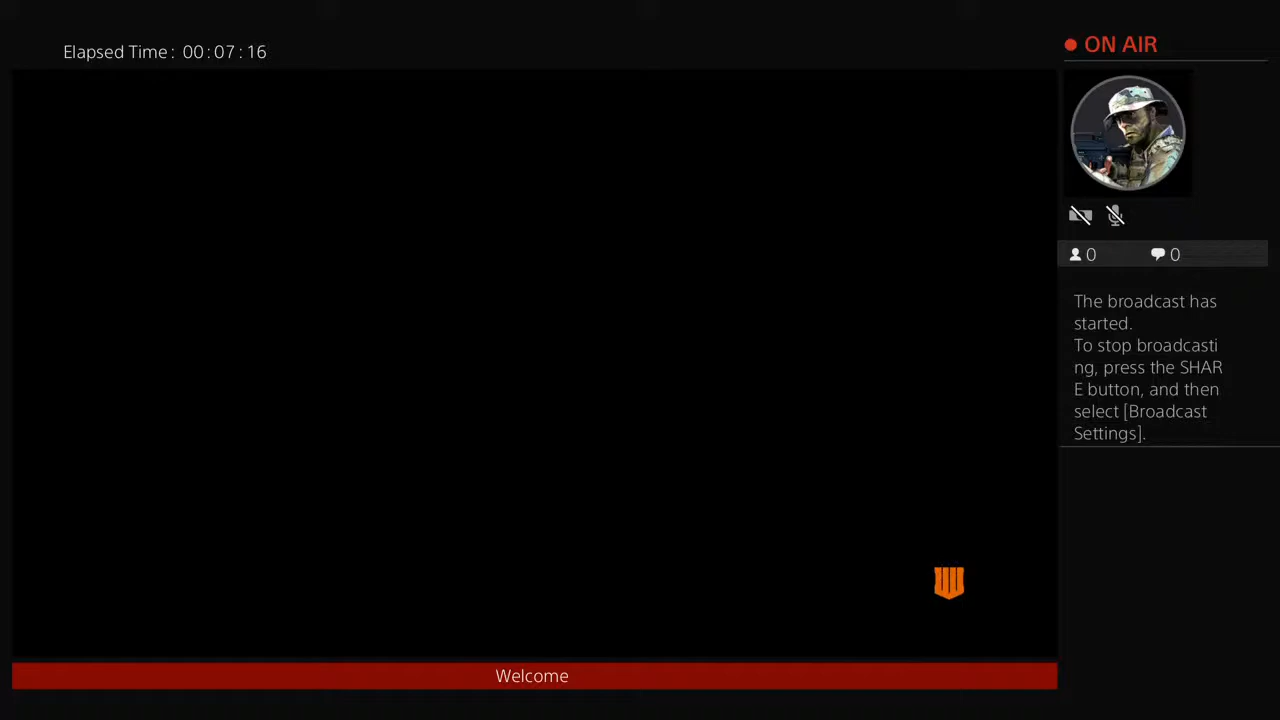 Elapsed Time: 00:07:16
ON AIR
0 0
The broadcast has
started.
To stop broadcasti
ng, press the SHAR
E button, and then
select [Broadcast
Settings].
Welcome